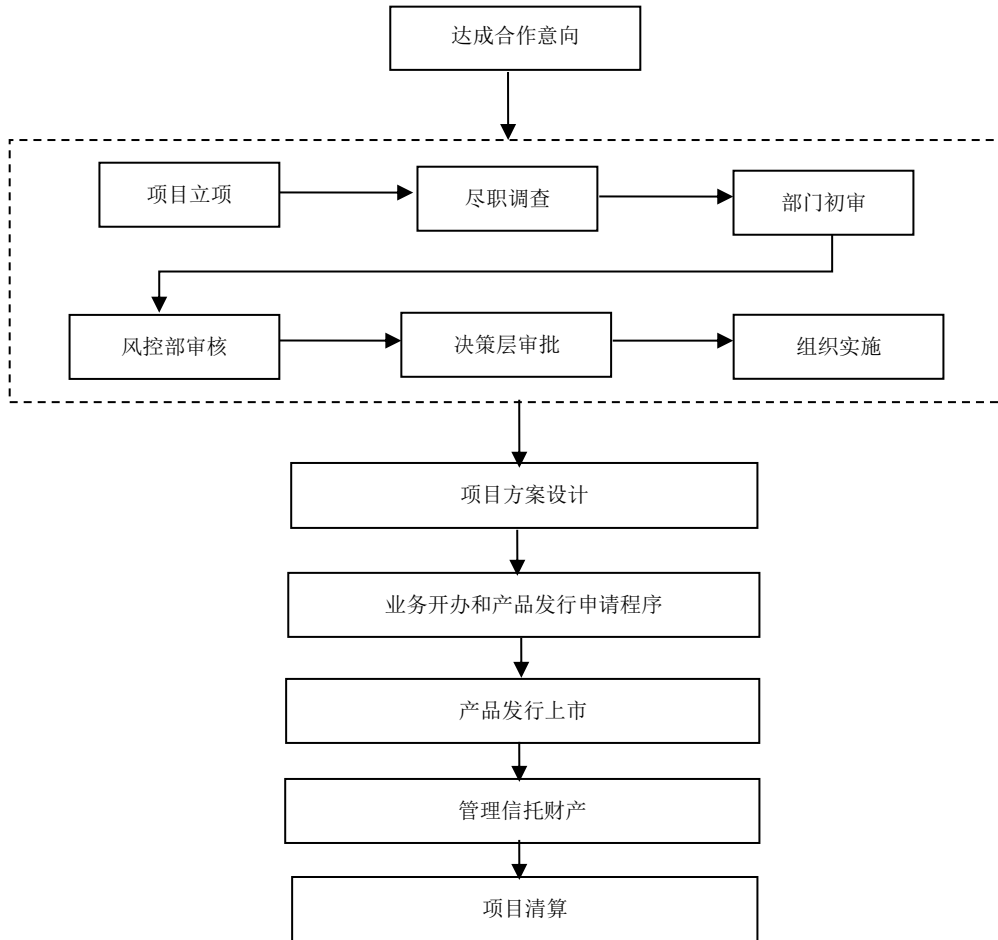 达成合作意向
项目立项
尽职调查
部门初审
风控部审核
决策层审批
组织实施
项目方案设计
业务开办和产品发行申请程序
产品发行上市
管理信托财产
项目清算